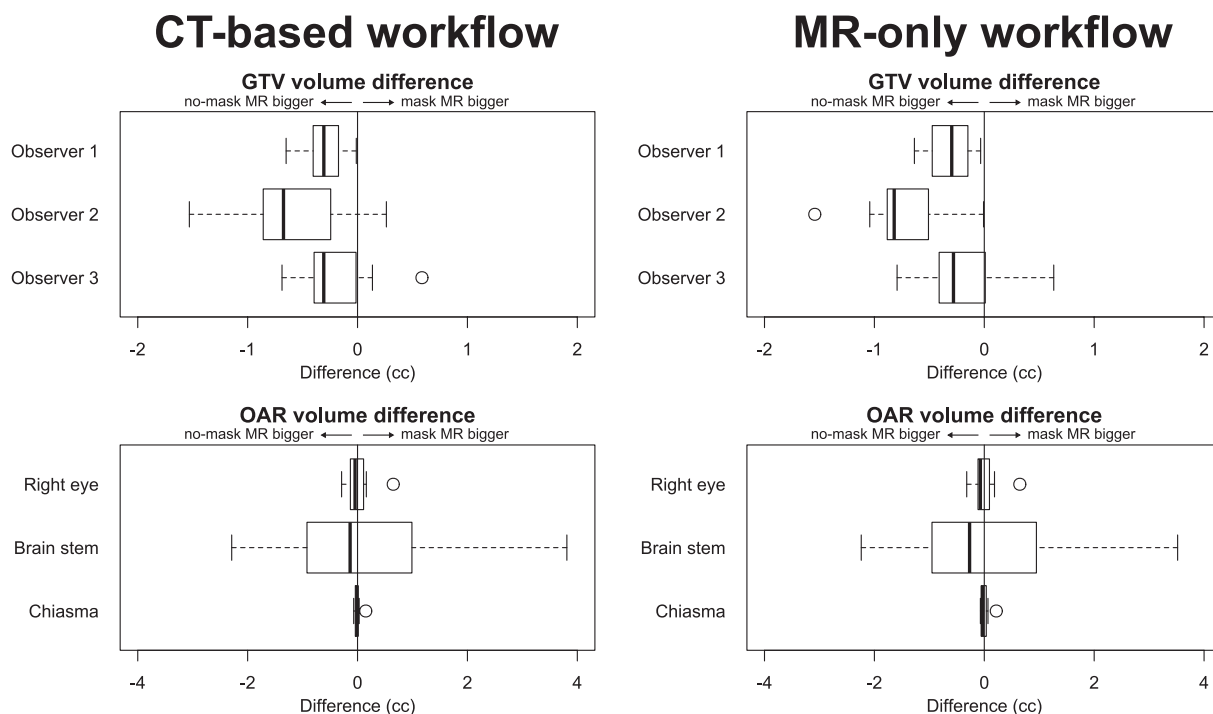 CT-based workflow
GTV volume difference
no-mask MR bigger ← → mask MR bigger
Observer 1
Observer 2
Observer 3
-2 -1 0 1 2
Difference (cc)
OAR volume difference
no-mask MR bigger ← → mask MR bigger
Right eye
Brain stem
Chiasma
-4 -2 0 2 4
Difference (cc)
MR-only workflow
GTV volume difference
no-mask MR bigger ← → mask MR bigger
Observer 1
Observer 2
Observer 3
-2 -1 0 1 2
Difference (cc)
OAR volume difference
no-mask MR bigger ← → mask MR bigger
Right eye
Brain stem
Chiasma
-4 -2 0 2 4
Difference (cc)